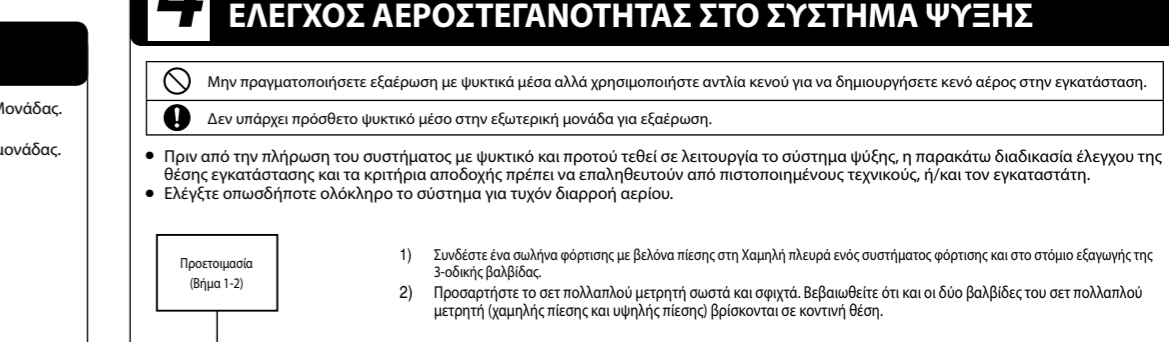 4 ΕΛΕΓΧΟΣ ΑΕΡΟΣΤΕΓΑΝΟΤΗΤΑΣ ΣΤΟ ΣΥΣΤΗΜΑ ΨΥΞΗΣ
Μονάδας.
μονάδας.
Μην πραγματοποιήσετε εξαέρωση με ψυκτικά μέσα αλλά χρησιμοποιήστε αντλία κενού για να δημιουργήσετε κενό αέρος στην εγκατάσταση.
Δεν υπάρχει πρόσθετο ψυκτικό μέσο στην εξωτερική μονάδα για εξαέρωση.
• Πριν από την πλήρωση του συστήματος με ψυκτικό και προτού τεθεί σε λειτουργία το σύστημα ψύξης, η παρακάτω διαδικασία έλεγχου της
θέσης εγκατάστασης και τα κριτήρια αποδοχής πρέπει να επαληθευτούν από πιστοποιημένους τεχνικούς, ή/και τον εγκαταστάτη.
• Ελέγξτε οπωσδήποτε ολόκληρο το σύστημα για τυχόν διαρροή αερίου.
Προετοιμασία
(Βήμα 1-2)
1) Συνδέστε ένα σωλήνα φόρτισης με βελόνα πίεσης στη Χαμηλή πλευρά ενός συστήματος φόρτισης και στο στόμιο εξαγωγής της
3-οδικής βαλβίδας.
2) Προσαρτήστε το σετ πολλαπλού μετρητή σωστά και σφιχτά. Βεβαιωθείτε ότι και οι δύο βαλβίδες του σετ πολλαπλού
μετρητή (χαμηλής πίεσης και υψηλής πίεσης) βρίσκονται σε κοντινή θέση.